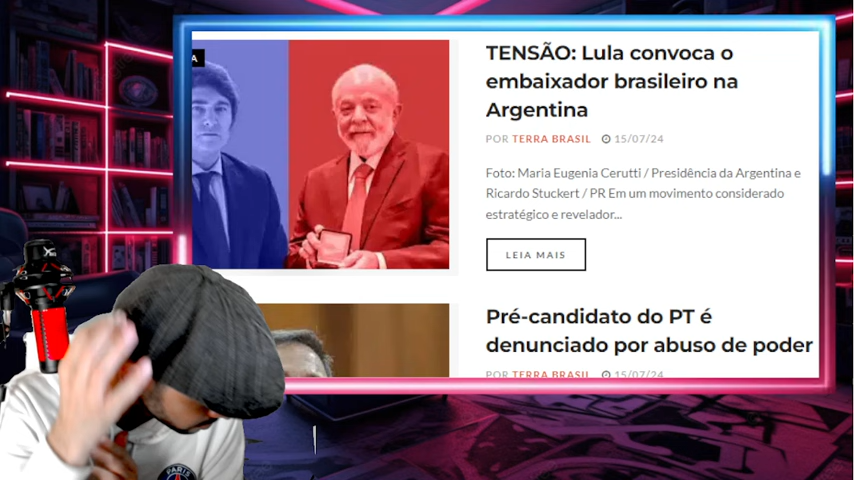 A
TENSÃO: Lula convoca o
embaixador brasileiro na
Argentina
POR TERRA BRASIL 15/07/24
Foto: Maria Eugenia Cerutti / Presidência da Argentina e
Ricardo Stuckert / PR Em um movimento considerado
estratégico e revelador...
LEIA MAIS
Pré-candidato do PT é
denunciado por abuso de poder
POR TERRA BRASIL 15/07/24
PARIS